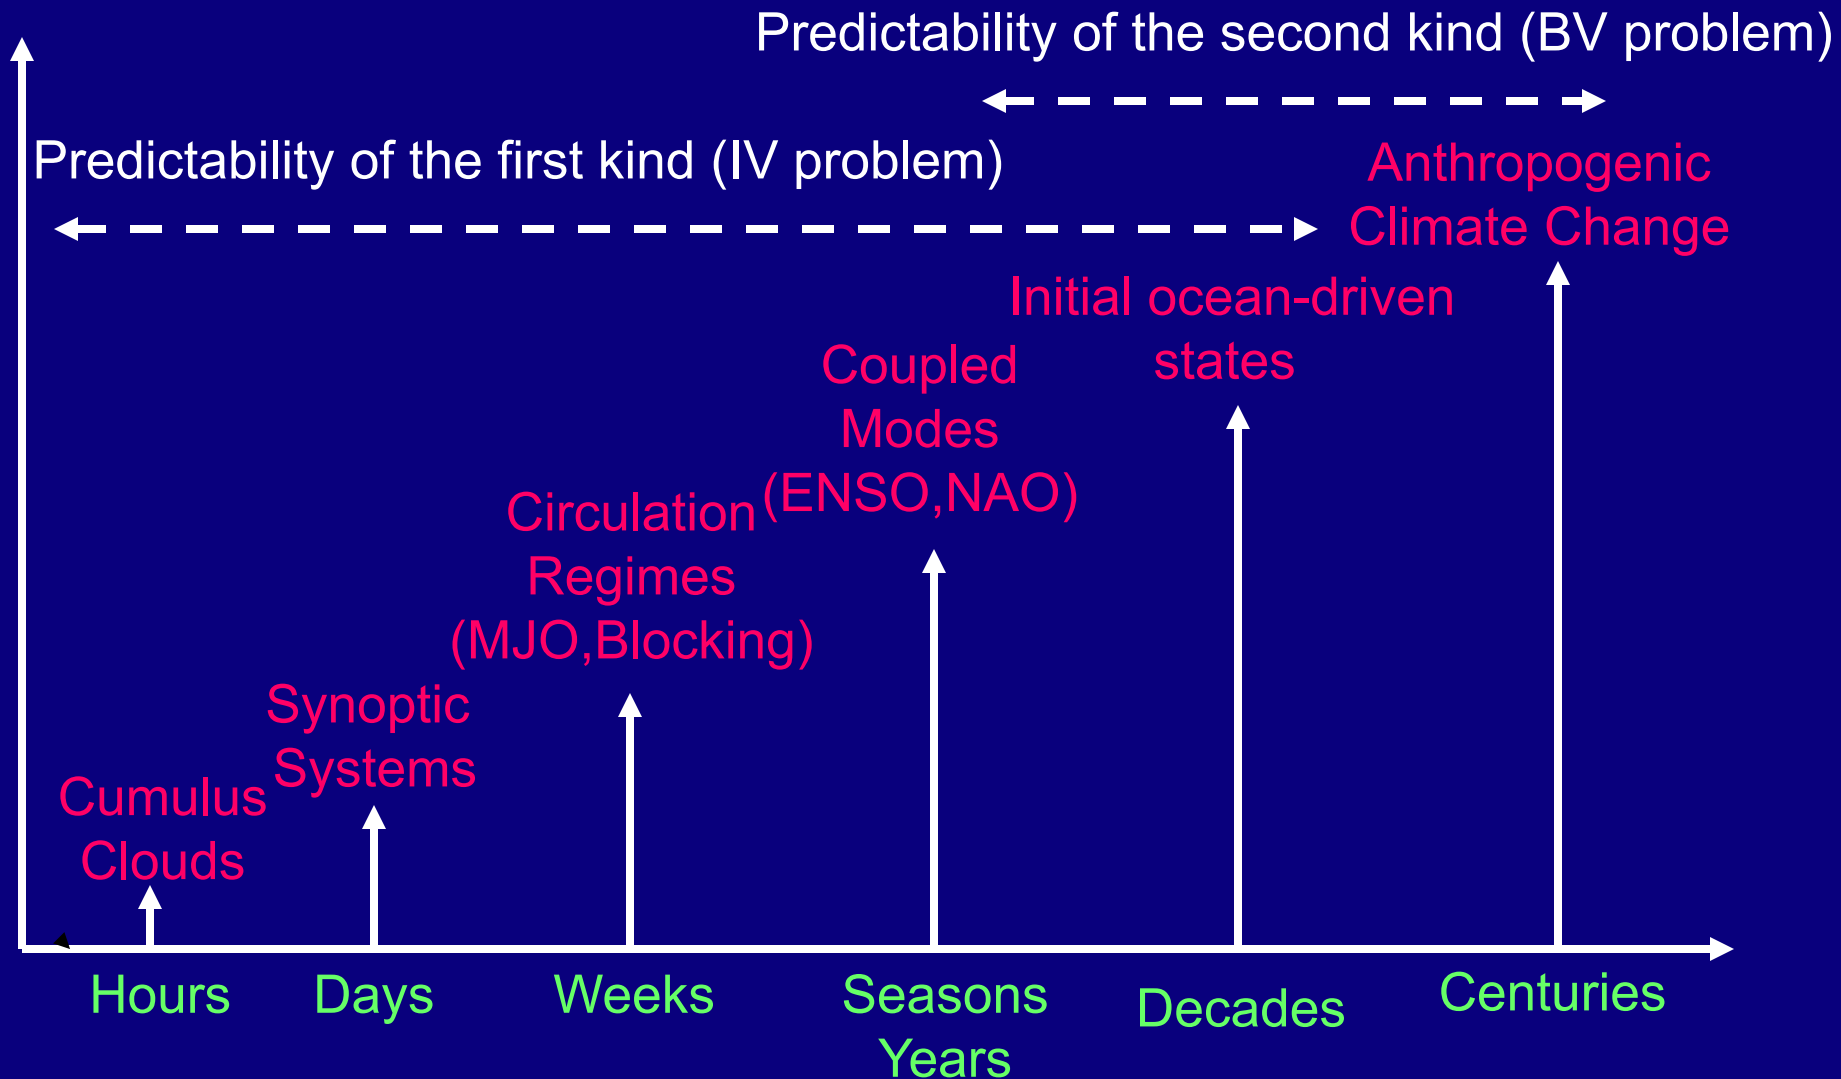 Predictability of the second kind (BV problem)
Predictability of the first kind (IV problem)
Anthropogenic
Climate Change
Initial ocean-driven
states
Coupled
Modes
(ENSO,NAO)
Circulation
Regimes
(MJO,Blocking)
Synoptic
Systems
Cumulus
Clouds
Hours
Days
Weeks
Seasons
Years
Decades
Centuries